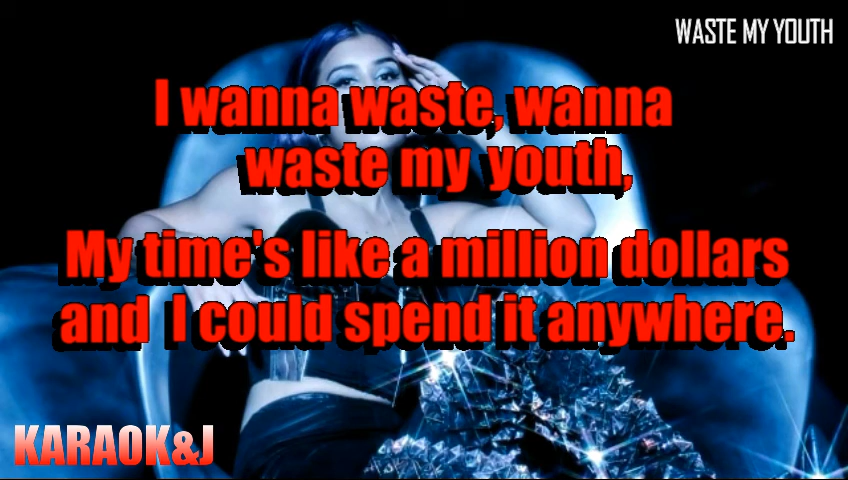 WASTE MY YOUTH
I wanna waste, wanna
waste my youth,
My time's like a million dollars
and I could spend it anywhere.
KARAOK&J